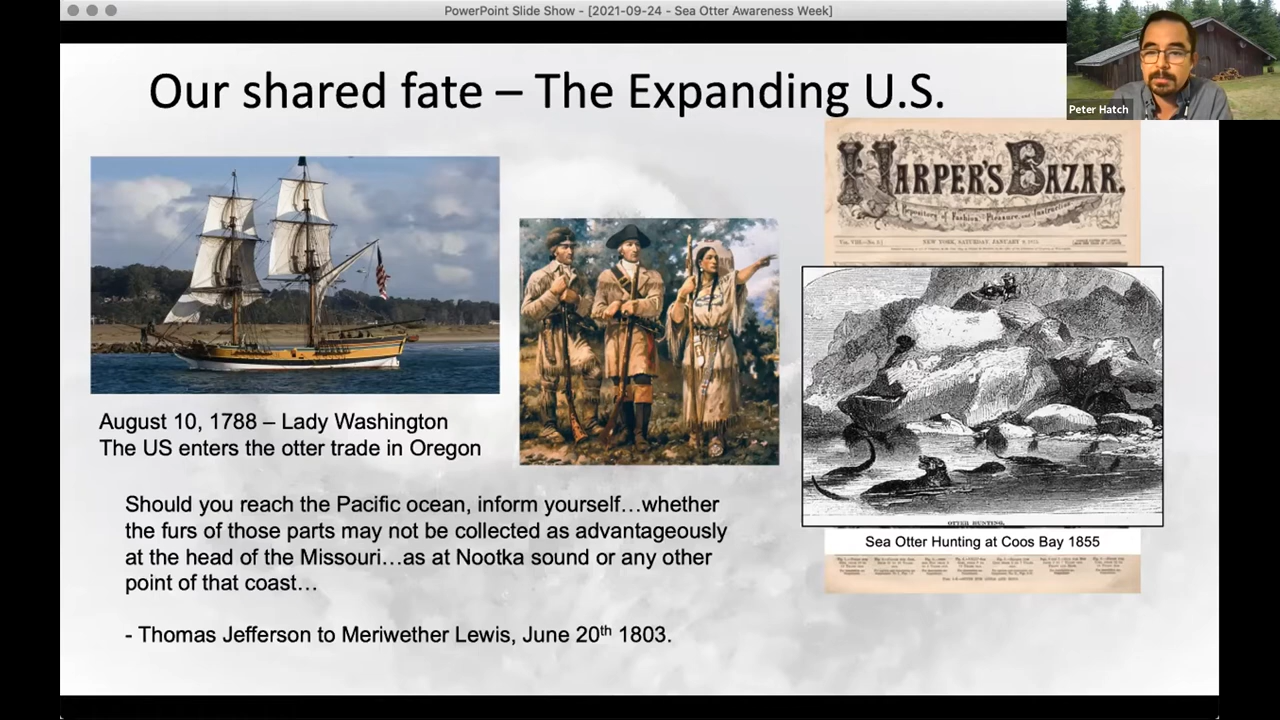 PowerPoint Slide Show - [2021-09-24 - Sea Otter Awareness Week]
Peter Hatch
Our shared fate – The Expanding U.S.
August 10, 1788 – Lady Washington
The US enters the otter trade in Oregon
Should you reach the Pacific ocean, inform yourself…whether
the furs of those parts may not be collected as advantageously
at the head of the Missouri…as at Nootka sound or any other
point of that coast…
- Thomas Jefferson to Meriwether Lewis, June 20th 1803.
HARPER'S BAZAR.
Repository of Fashion, Pleasure, and Instruction.
NEW YORK, SATURDAY, JANUARY
OTTER HUNTING.
Sea Otter Hunting at Coos Bay 1855